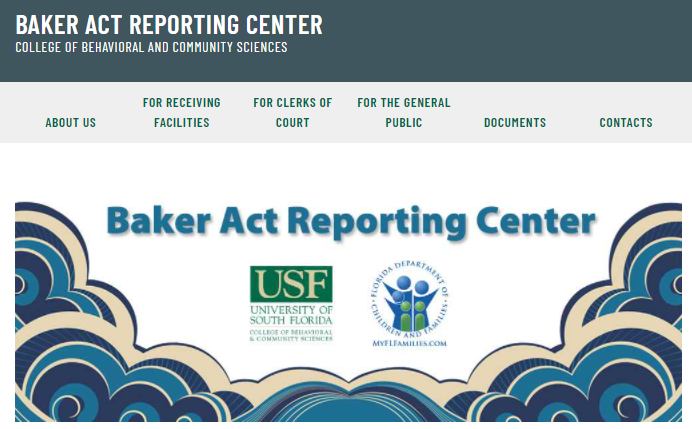 BAKER ACT REPORTING CENTER
COLLEGE OF BEHAVIORAL AND COMMUNITY SCIENCES
ABOUT US
FOR RECEIVING
FACILITIES
FOR CLERKS OF
COURT
FOR THE GENERAL
PUBLIC
DOCUMENTS
CONTACTS
Baker Act Reporting Center
USF
UNIVERSITY OF
SOUTH FLORIDA
COLLEGE OF BEHAVIORAL
& COMMUNITY SCIENCES
FLORIDA DEPARTMENT OF
CHILDREN AND FAMILIES
MYFLFAMILIES.COM